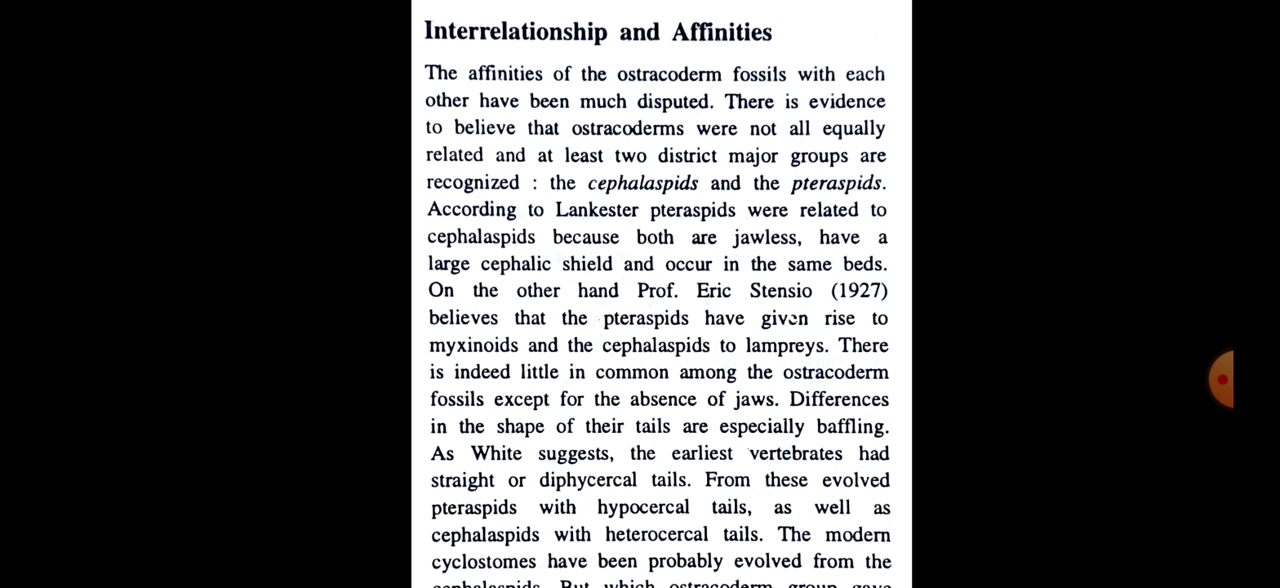 Interrelationship and Affinities
The affinities of the ostracoderm fossils with each
other have been much disputed. There is evidence
to believe that ostracoderms were not all equally
related and at least two district major groups are
recognized : the cephalaspids and the pteraspids.
According to Lankester pteraspids were related to
cephalaspids because both are jawless, have a
large cephalic shield and occur in the same beds.
On the other hand Prof. Eric Stensio (1927)
believes that the pteraspids have given rise to
myxinoids and the cephalaspids to lampreys. There
is indeed little in common among the ostracoderm
fossils except for the absence of jaws. Differences
in the shape of their tails are especially baffling.
As White suggests, the earliest vertebrates had
straight or diphycercal tails. From these evolved
pteraspids with hypocercal tails, as well as
cephalaspids with heterocercal tails. The modern
cyclostomes have been probably evolved from the
cephalaspids. But which ostracoderm group gave